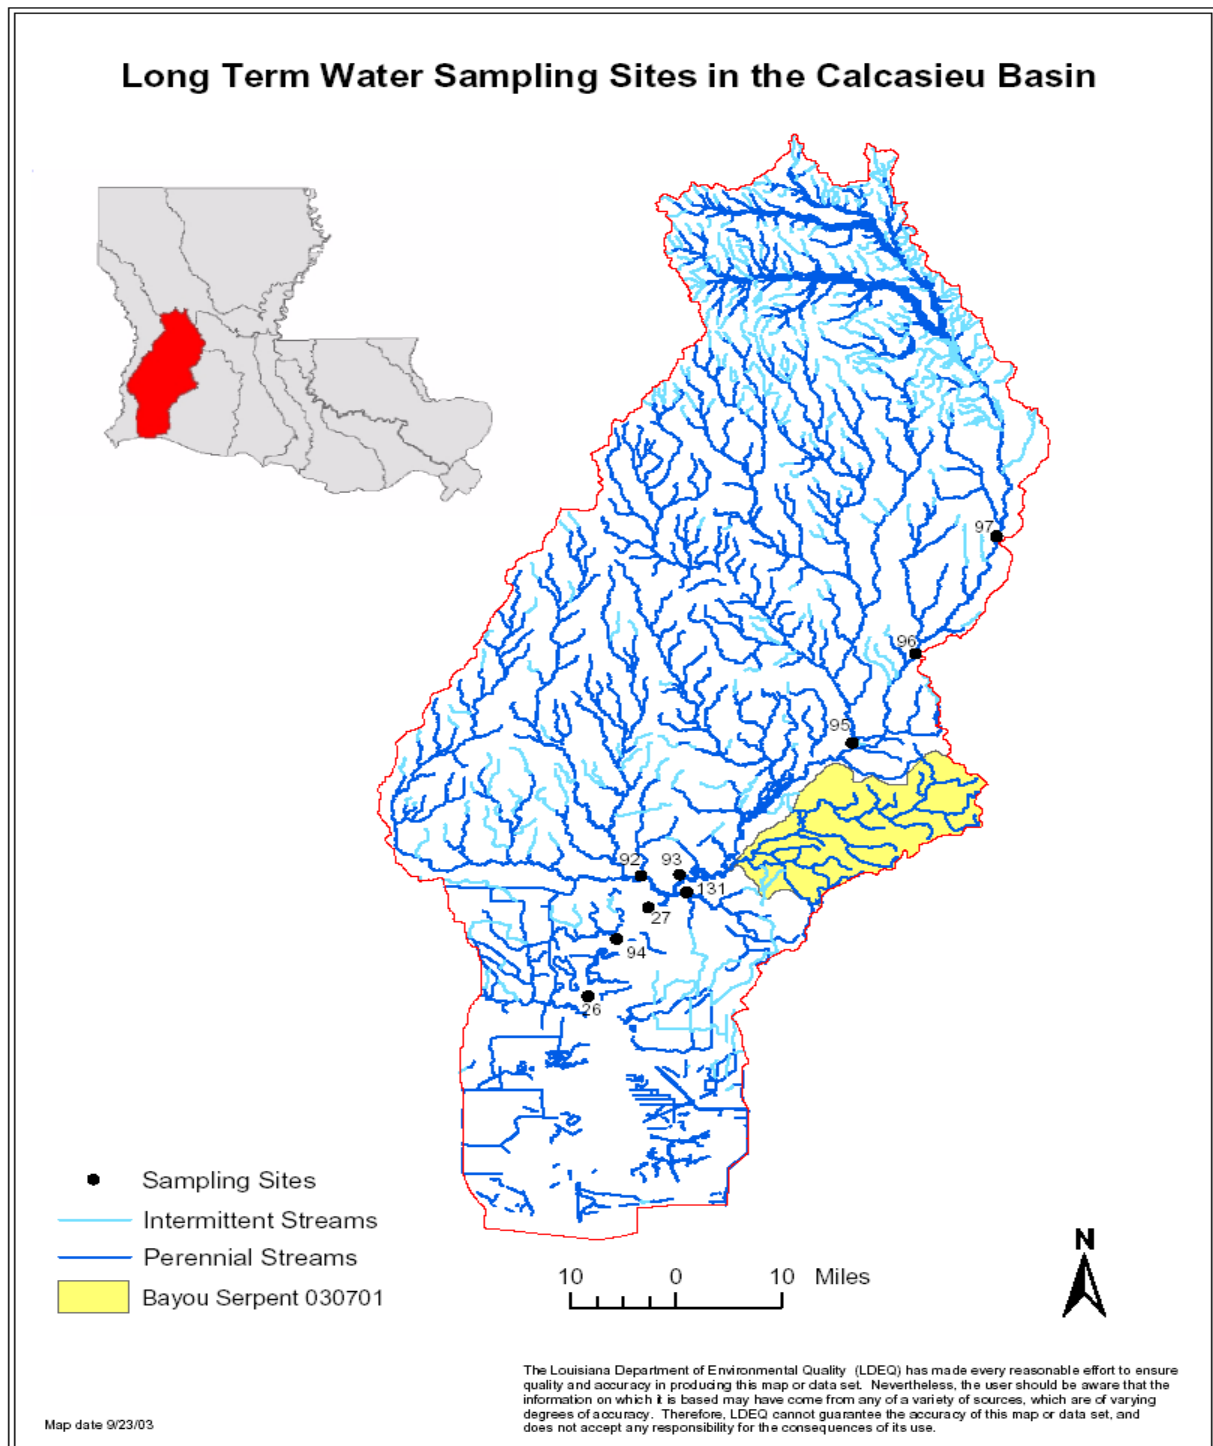 Long Term Water Sampling Sites in the Calcasieu Basin
97
96
95
92
93
131
27
94
26
Sampling Sites
Intermittent Streams
Perennial Streams
Bayou Serpent 030701
10 0 10 Miles
N
The Louisiana Department of Environmental Quality (LDEQ) has made every reasonable effort to ensure
quality and accuracy in producing this map or data set. Nevertheless, the user should be aware that the
information on which it is based may have come from any of a variety of sources, which are of varying
degrees of accuracy. Therefore, LDEQ cannot guarantee the accuracy of this map or data set, and
does not accept any responsibility for the consequences of its use.
Map date 9/23/03